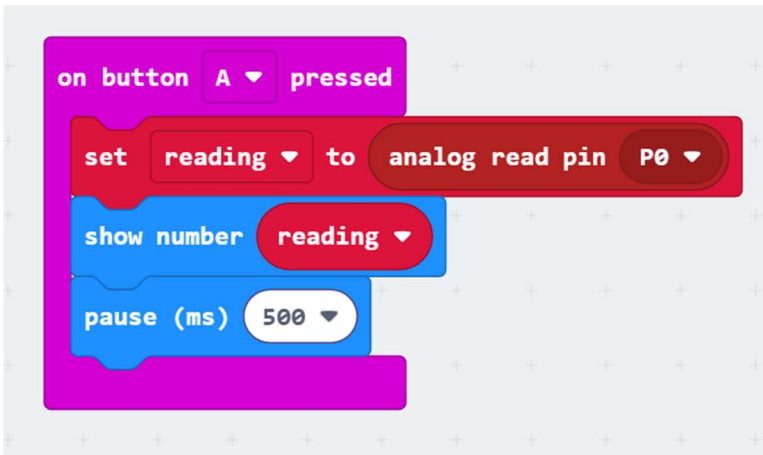 on button A pressed
set reading to analog read pin P0
show number reading
pause (ms) 500